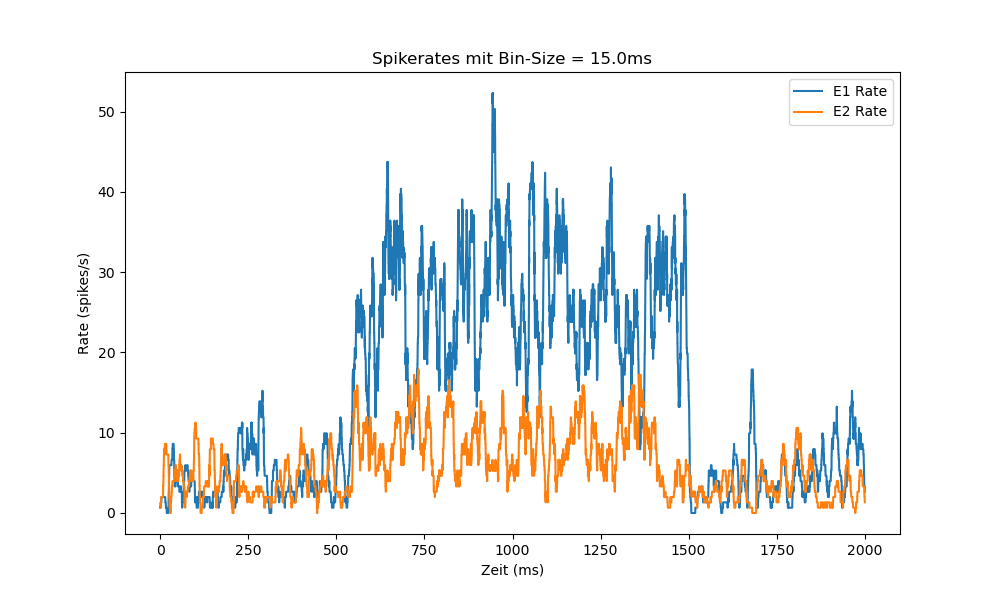 Spikerates mit Bin-Size = 15.0ms
E1 Rate
E2 Rate
Rate (spikes/s)
50
40
30
20
10
0
0 250 500 750 1000 1250 1500 1750 2000
Zeit (ms)